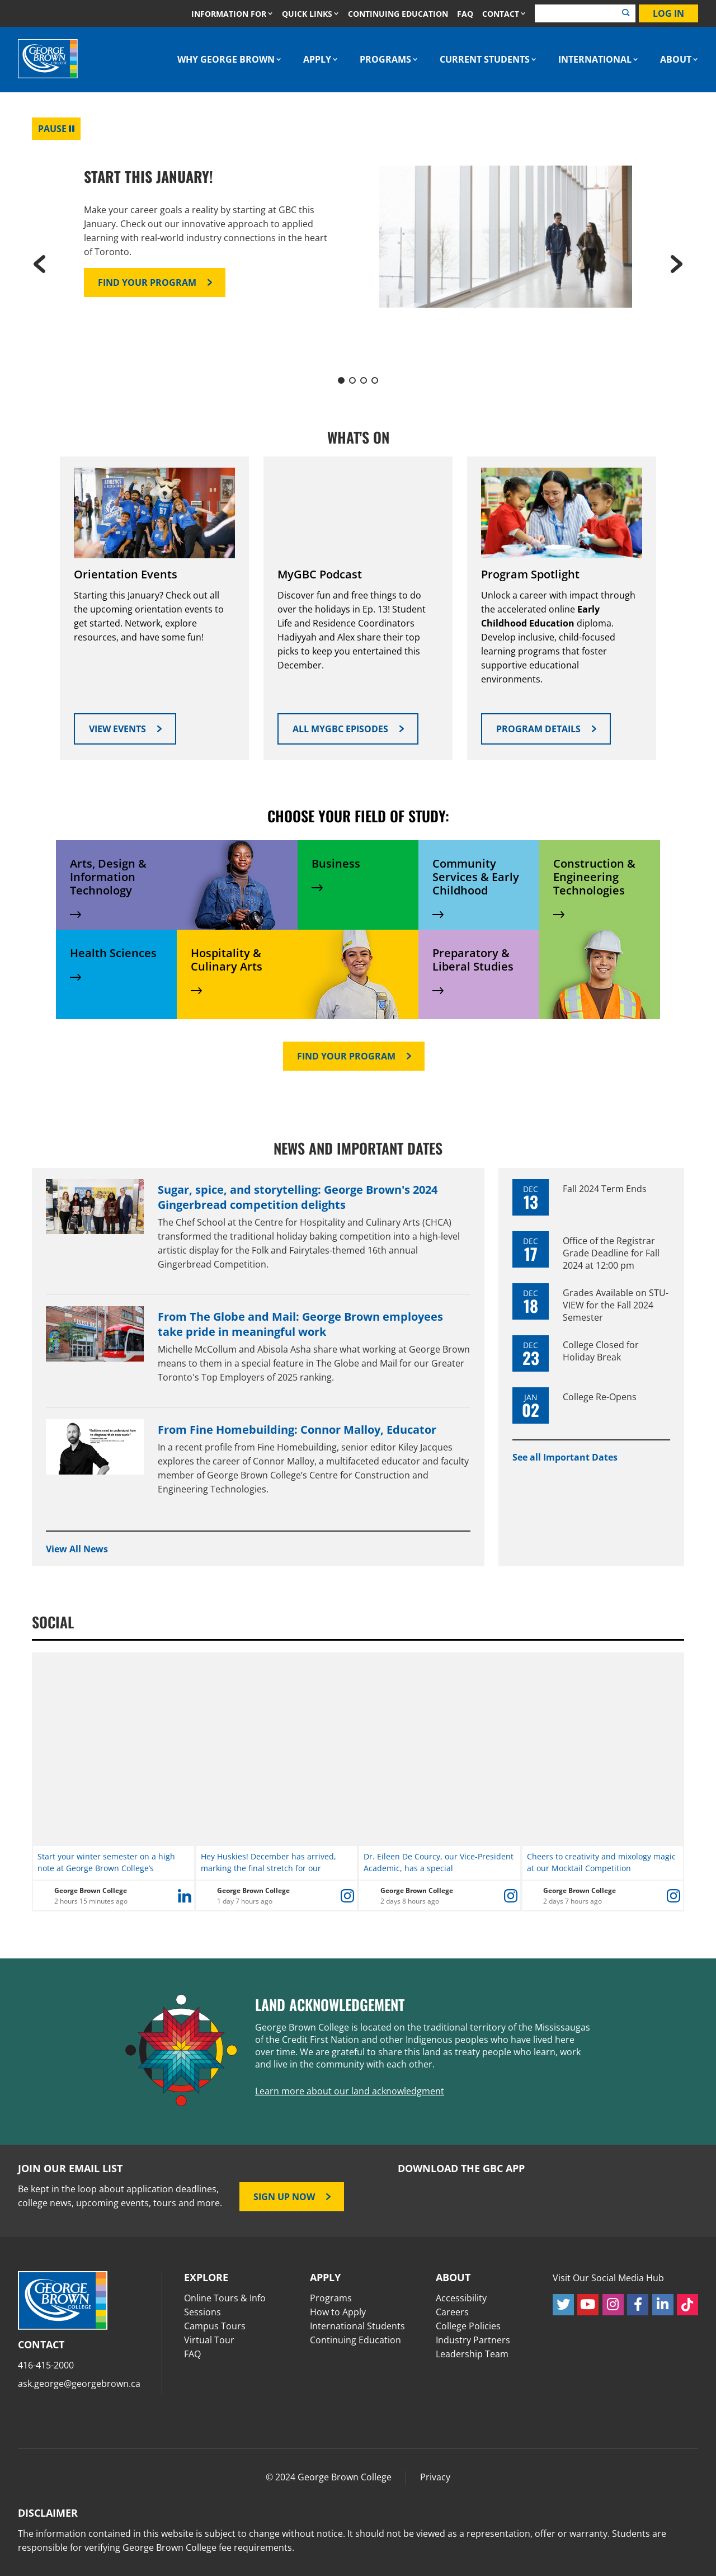 INFORMATION FOR QUICK LINKS CONTINUING EDUCATION FAQ CONTACT LOG IN
GEORGE BROWN COLLEGE
WHY GEORGE BROWN APPLY PROGRAMS CURRENT STUDENTS INTERNATIONAL ABOUT
PAUSE
START THIS JANUARY!
Make your career goals a reality by starting at GBC this
January. Check out our innovative approach to applied
learning with real-world industry connections in the heart
of Toronto.
FIND YOUR PROGRAM
WHAT'S ON
Orientation Events
Starting this January? Check out all
the upcoming orientation events to
get started. Network, explore
resources, and have some fun!
VIEW EVENTS
MyGBC Podcast
Discover fun and free things to do
over the holidays in Ep. 13! Student
Life and Residence Coordinators
Hadiyyah and Alex share their top
picks to keep you entertained this
December.
ALL MYGBC EPISODES
Program Spotlight
Unlock a career with impact through
the accelerated online Early
Childhood Education diploma.
Develop inclusive, child-focused
learning programs that foster
supportive educational
environments.
PROGRAM DETAILS
CHOOSE YOUR FIELD OF STUDY:
Arts, Design &
Information
Technology
Business
Community
Services & Early
Childhood
Construction &
Engineering
Technologies
Health Sciences
Hospitality &
Culinary Arts
Preparatory &
Liberal Studies
FIND YOUR PROGRAM
NEWS AND IMPORTANT DATES
Sugar, spice, and storytelling: George Brown's 2024
Gingerbread competition delights
The Chef School at the Centre for Hospitality and Culinary Arts (CHCA)
transformed the traditional holiday baking competition into a high-level
artistic display for the Folk and Fairytales-themed 16th annual
Gingerbread Competition.
From The Globe and Mail: George Brown employees
take pride in meaningful work
Michelle McCollum and Abisola Asha share what working at George Brown
means to them in a special feature in The Globe and Mail for our Greater
Toronto's Top Employers of 2025 ranking.
From Fine Homebuilding: Connor Malloy, Educator
In a recent profile from Fine Homebuilding, senior editor Kiley Jacques
explores the career of Connor Malloy, a multifaceted educator and faculty
member of George Brown College's Centre for Construction and
Engineering Technologies.
View All News
DEC
13
Fall 2024 Term Ends
DEC
17
Office of the Registrar
Grade Deadline for Fall
2024 at 12:00 pm
DEC
18
Grades Available on STU-
VIEW for the Fall 2024
Semester
DEC
23
College Closed for
Holiday Break
JAN
02
College Re-Opens
See all Important Dates
SOCIAL
Start your winter semester on a high
note at George Brown College's
George Brown College
2 hours 15 minutes ago
Hey Huskies! December has arrived,
marking the final stretch for our
George Brown College
1 day 7 hours ago
Dr. Eileen De Courcy, our Vice-President
Academic, has a special
George Brown College
2 days 8 hours ago
Cheers to creativity and mixology magic
at our Mocktail Competition
George Brown College
2 days 7 hours ago
LAND ACKNOWLEDGEMENT
George Brown College is located on the traditional territory of the Mississaugas
of the Credit First Nation and other Indigenous peoples who have lived here
over time. We are grateful to share this land as treaty people who learn, work
and live in the community with each other.
Learn more about our land acknowledgment
JOIN OUR EMAIL LIST
Be kept in the loop about application deadlines,
college news, upcoming events, tours and more.
SIGN UP NOW
DOWNLOAD THE GBC APP
GEORGE BROWN COLLEGE
CONTACT
416-415-2000
ask.george@georgebrown.ca
EXPLORE
Online Tours & Info
Sessions
Campus Tours
Virtual Tour
FAQ
APPLY
Programs
How to Apply
International Students
Continuing Education
ABOUT
Accessibility
Careers
College Policies
Industry Partners
Leadership Team
Visit Our Social Media Hub
© 2024 George Brown College
Privacy
DISCLAIMER
The information contained in this website is subject to change without notice. It should not be viewed as a representation, offer or warranty. Students are
responsible for verifying George Brown College fee requirements.